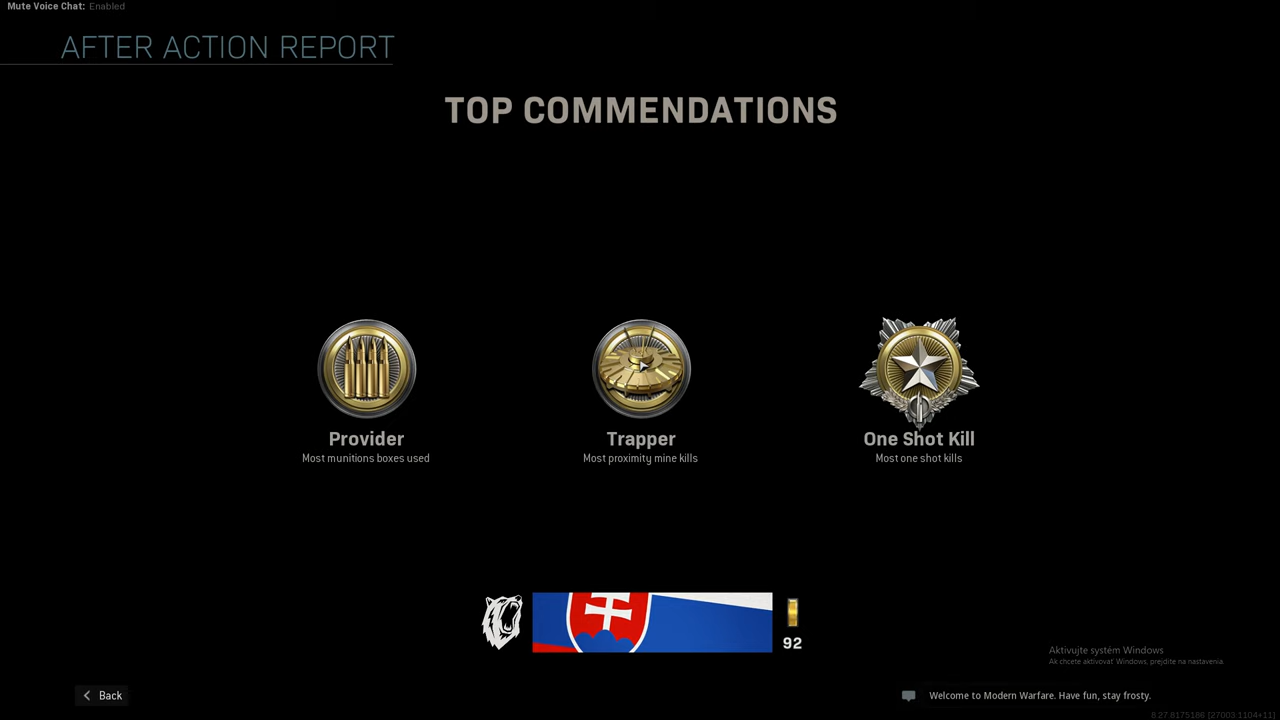 Mute Voice Chat: Enabled
AFTER ACTION REPORT
TOP COMMENDATIONS
Provider
Most munitions boxes used
Trapper
Most proximity mine kills
One Shot Kill
Most one shot kills
92
Aktivujte systém Windows
Ak chcete aktivovať Windows, prejdite na nastavenia.
Back
Welcome to Modern Warfare. Have fun, stay frosty.